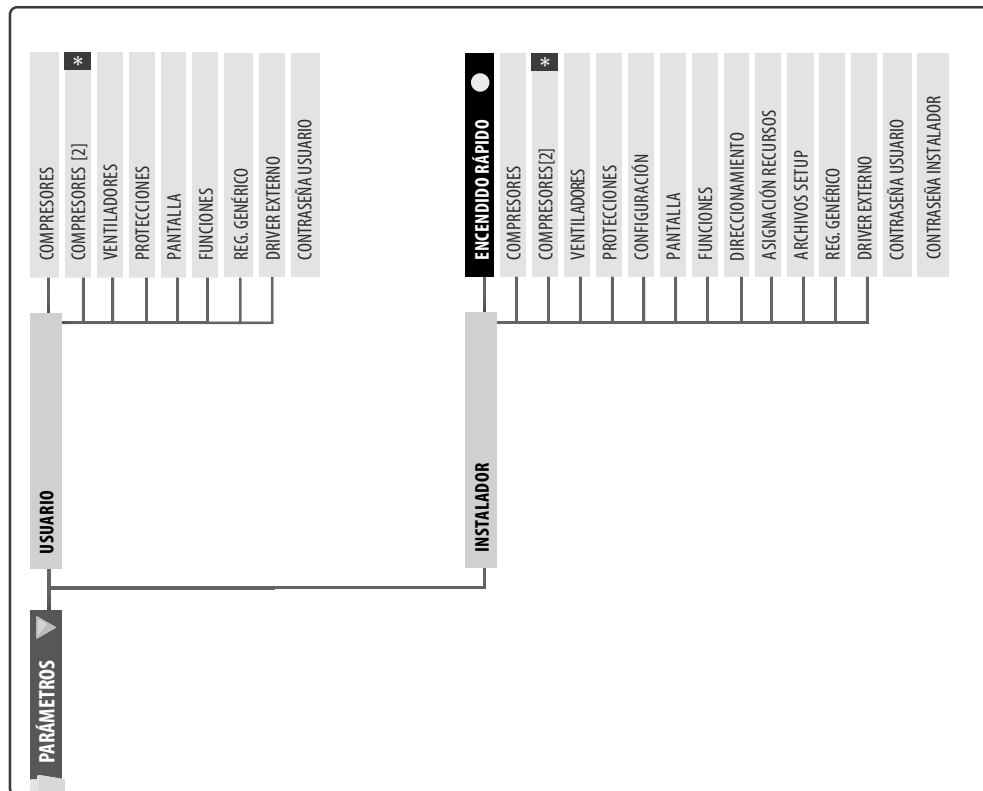 PARÁMETROS
USUARIO
COMPRESORES
COMPRESORES [2] *
VENTILADORES
PROTECCIONES
PANTALLA
FUNCIONES
REG. GENÉRICO
DRIVER EXTERNO
CONTRASEÑA USUARIO
INSTALADOR
ENCENDIDO RÁPIDO
COMPRESORES
COMPRESORES[2] *
VENTILADORES
PROTECCIONES
CONFIGURACIÓN
PANTALLA
FUNCIONES
DIRECCIONAMIENTO
ASIGNACIÓN RECURSOS
ARCHIVOS SETUP
REG. GENÉRICO
DRIVER EXTERNO
CONTRASEÑA USUARIO
CONTRASEÑA INSTALADOR